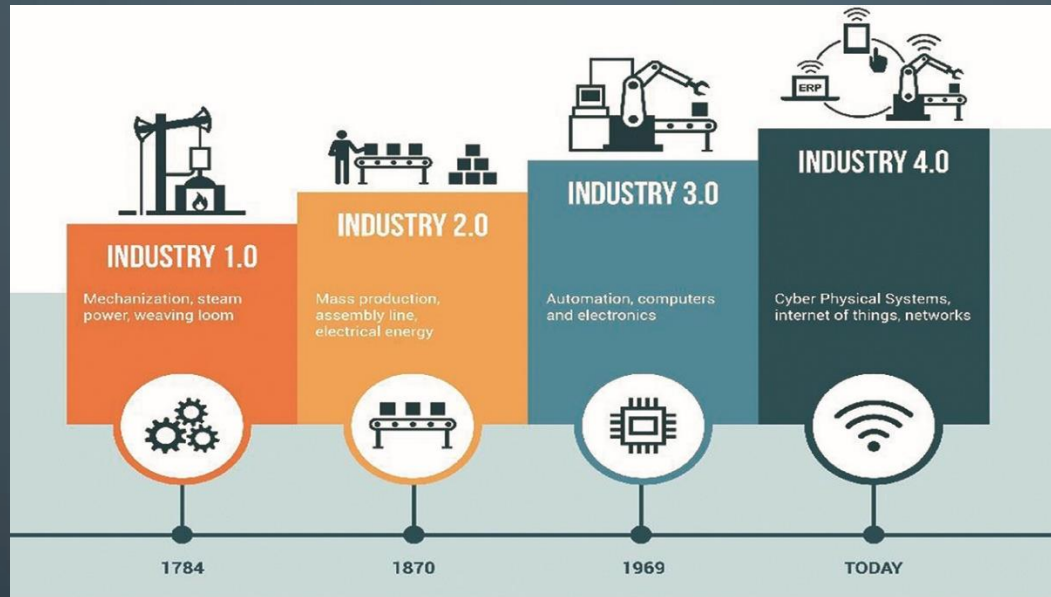 ERP
INDUSTRY 1.0
Mechanization, steam
power, weaving loom
INDUSTRY 2.0
Mass production,
assembly line,
electrical energy
INDUSTRY 3.0
Automation, computers
and electronics
INDUSTRY 4.0
Cyber Physical Systems,
internet of things, networks
1784
1870
1969
TODAY